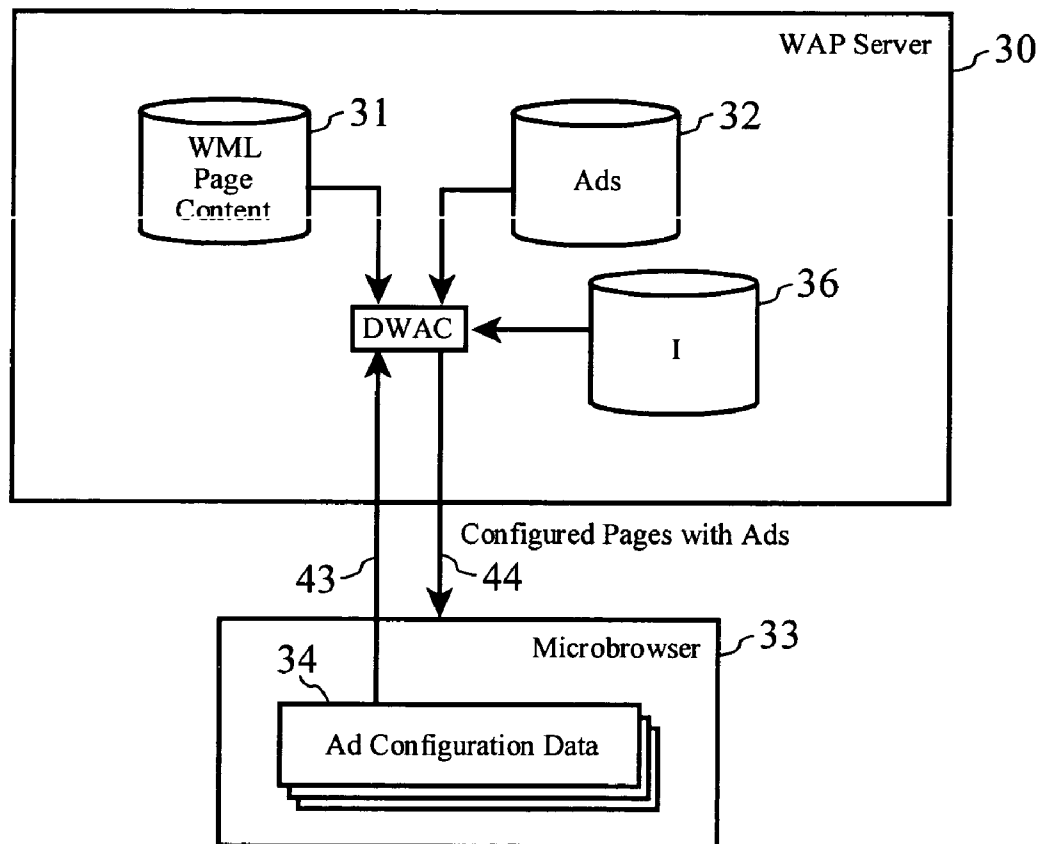 WAP Server
30
31
32
WML
Page
Content
Ads
36
DWAC
I
Configured Pages with Ads
43
44
Microbrowser
33
34
Ad Configuration Data